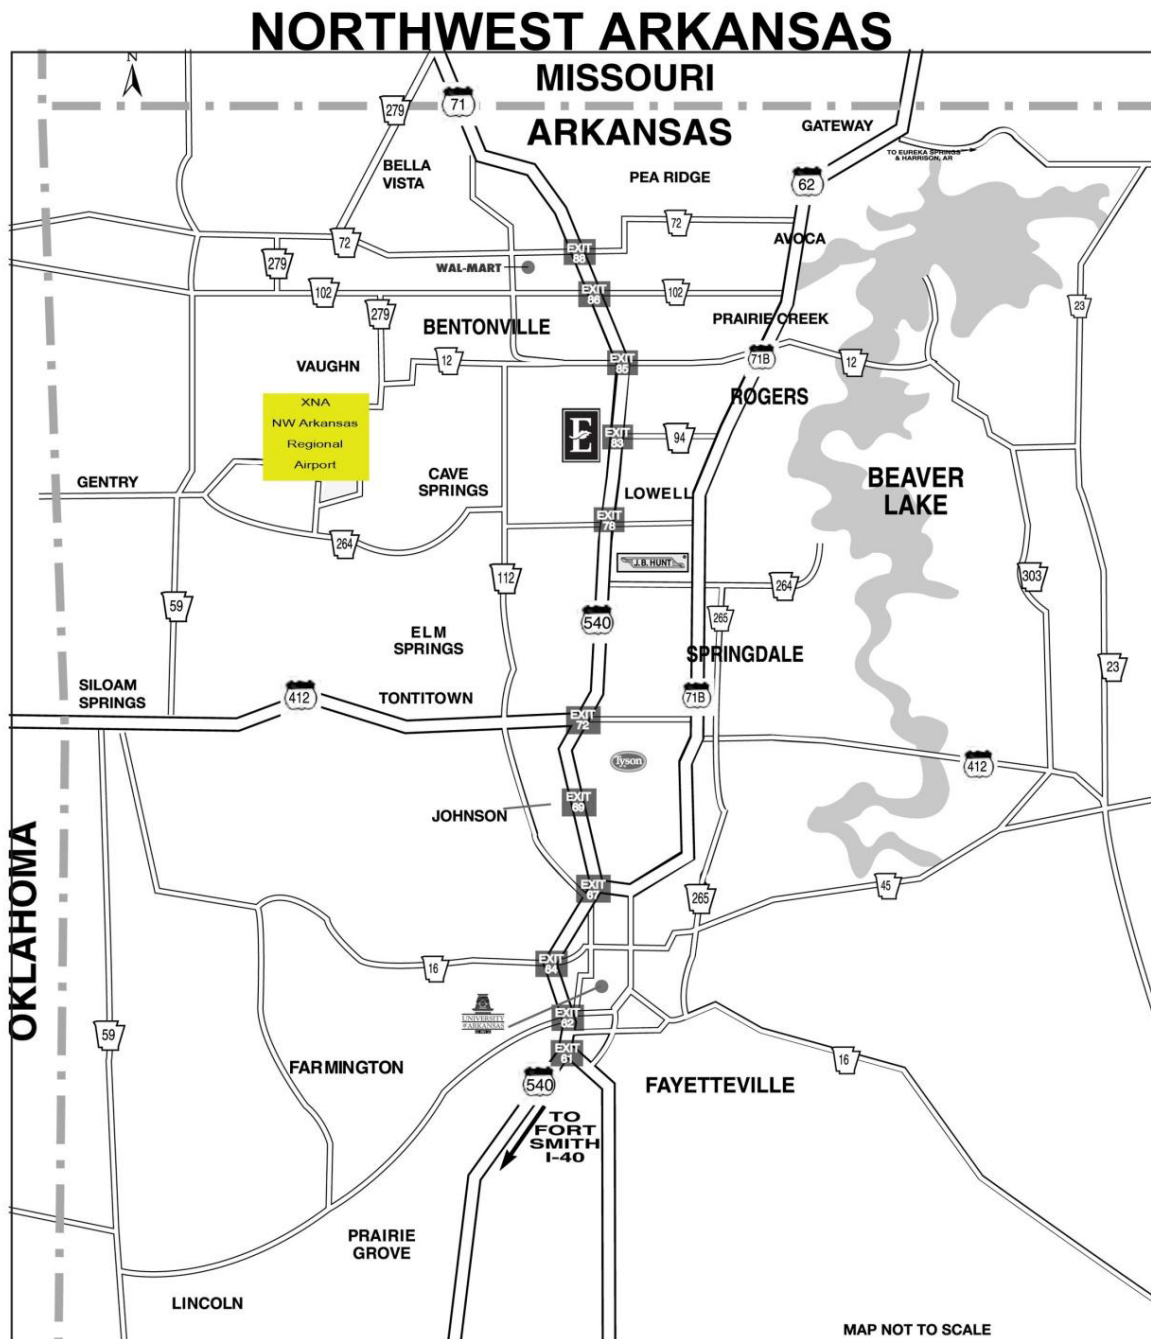 NORTHWEST ARKANSAS
N
MISSOURI
279
71
ARKANSAS
GATEWAY
TO EUREKA SPRINGS
& HARRISON, AR
BELLA
VISTA
PEA RIDGE
62
72
72
AVOCA
EXIT
88
279
WAL-MART
102
EXIT
86
102
23
279
BENTONVILLE
PRAIRIE CREEK
VAUGHN
12
EXIT
85
71B
12
ROGERS
XNA
NW Arkansas
Regional
Airport
E
EXIT
83
94
GENTRY
CAVE
SPRINGS
LOWELL
BEAVER
LAKE
EXIT
78
264
J.B. HUNT
112
264
303
59
540
265
ELM
SPRINGS
SPRINGDALE
23
SILOAM
SPRINGS
412
TONTITOWN
71B
EXIT
72
Tyson
412
JOHNSON
EXIT
69
OKLAHOMA
EXIT
67
265
45
16
EXIT
64
UNIVERSITY
OF ARKANSAS
EXIT
62
59
EXIT
61
16
FARMINGTON
540
FAYETTEVILLE
TO
FORT
SMITH
I-40
PRAIRIE
GROVE
LINCOLN
MAP NOT TO SCALE